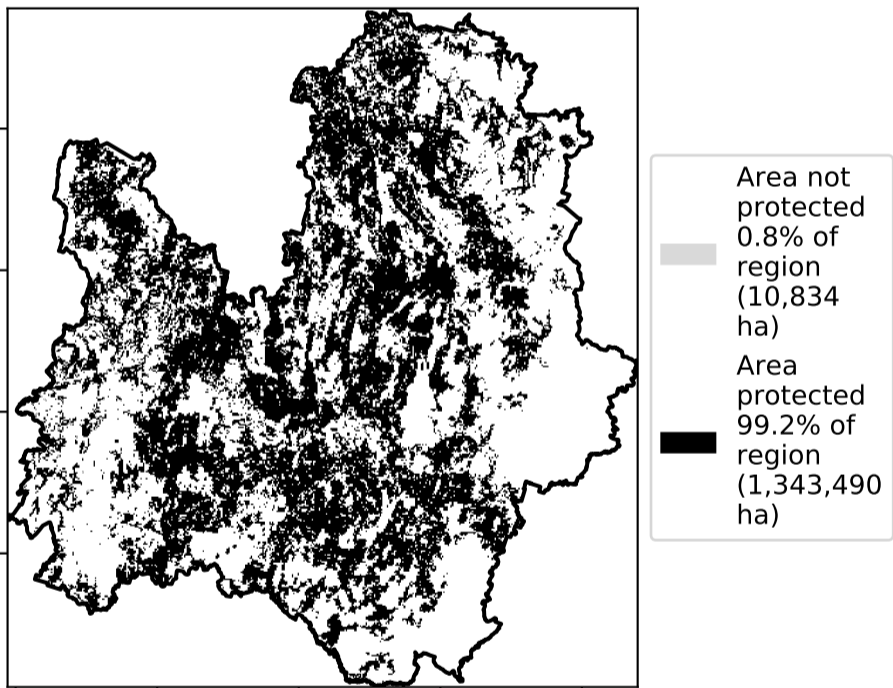 Area not
protected
0.8% of
region
(10,834
ha)
Area
protected
99.2% of
region
(1,343,490
ha)